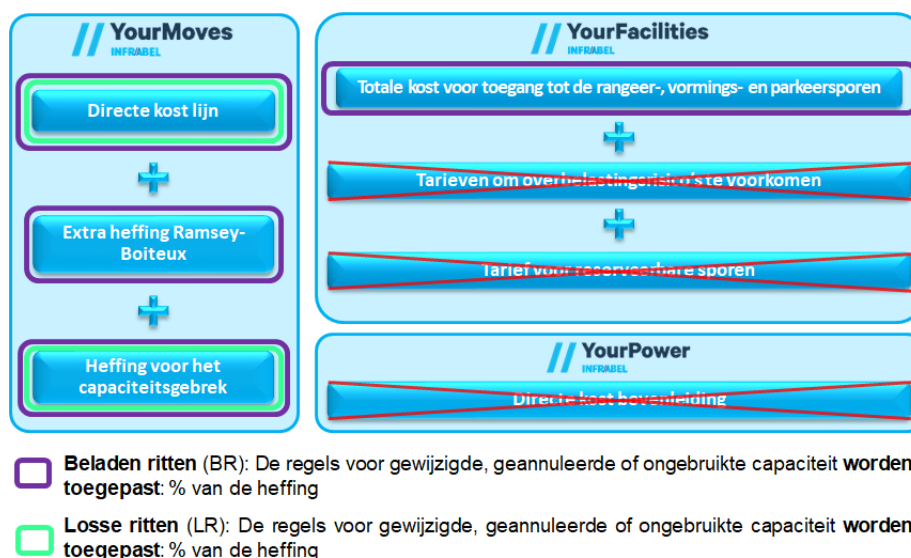 YourMoves
INFRABEL
Directe kost lijn
Extra heffing Ramsey-
Boiteux
Heffing voor het
capaciteitsgebrek
YourFacilities
INFRABEL
Totale kost voor toegang tot de rangeer-, vormings- en parkeersporen
Tarieven om overbelastingsrisico's te voorkomen
Tarief voor reserveerbare sporen
YourPower
INFRABEL
Directe kost bovenleiding
Beladen ritten (BR): De regels voor gewijzigde, geannuleerde of ongebruikte capaciteit worden
toegepast: % van de heffing
Losse ritten (LR): De regels voor gewijzigde, geannuleerde of ongebruikte capaciteit worden
toegepast: % van de heffing